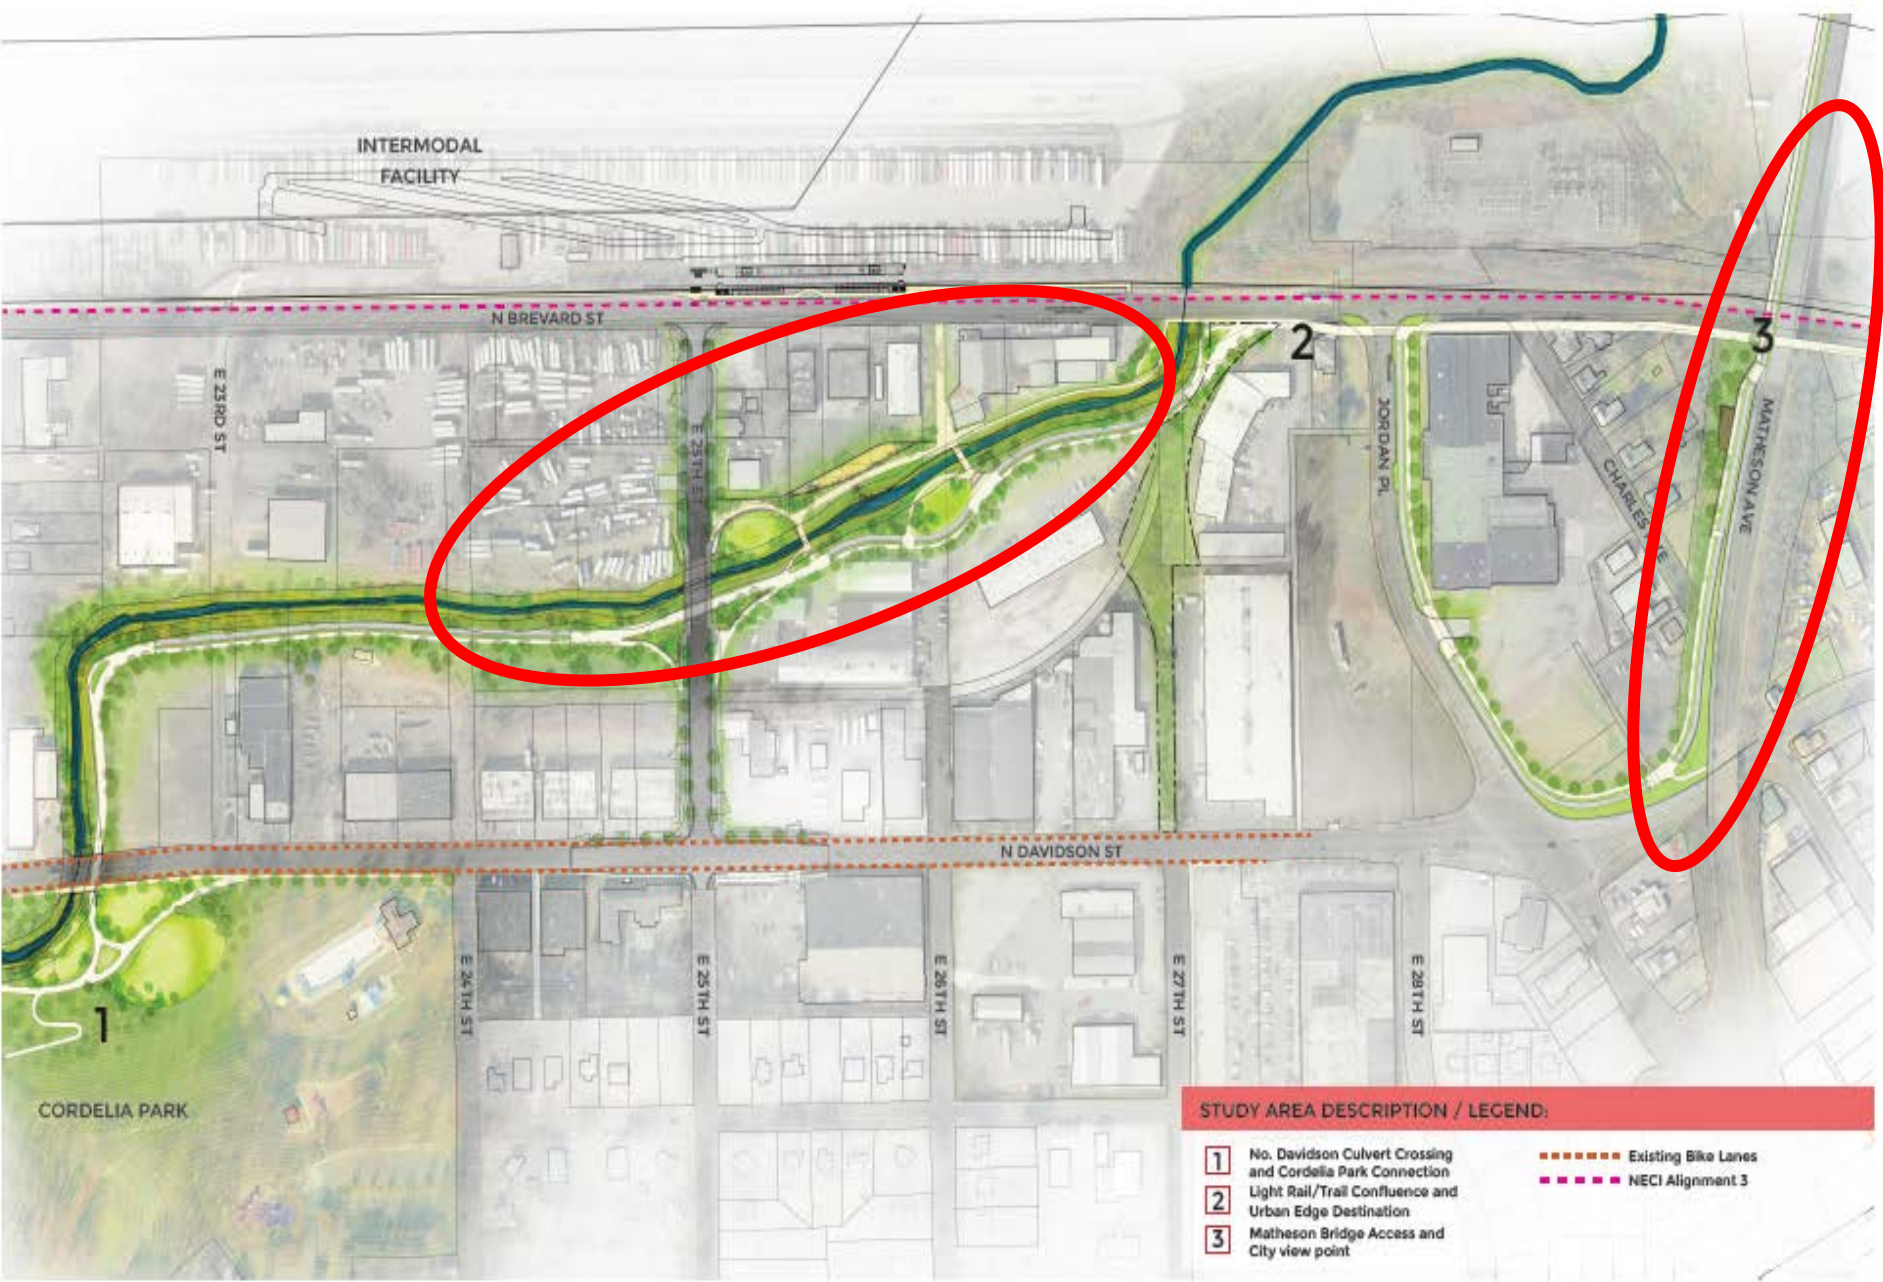 INTERMODAL
FACILITY
N BREVARD ST
E 23RD ST
E 25TH ST
2
3
JORDAN PL
CHARLES AVE
MATHESON AVE
N DAVIDSON ST
E 24TH ST
E 25TH ST
E 26TH ST
E 27TH ST
E 28TH ST
1
CORDELIA PARK
STUDY AREA DESCRIPTION / LEGEND:
1 No. Davidson Culvert Crossing
and Cordelia Park Connection
2 Light Rail/Trail Confluence and
Urban Edge Destination
3 Matheson Bridge Access and
City view point
Existing Bike Lanes
NECI Alignment 3